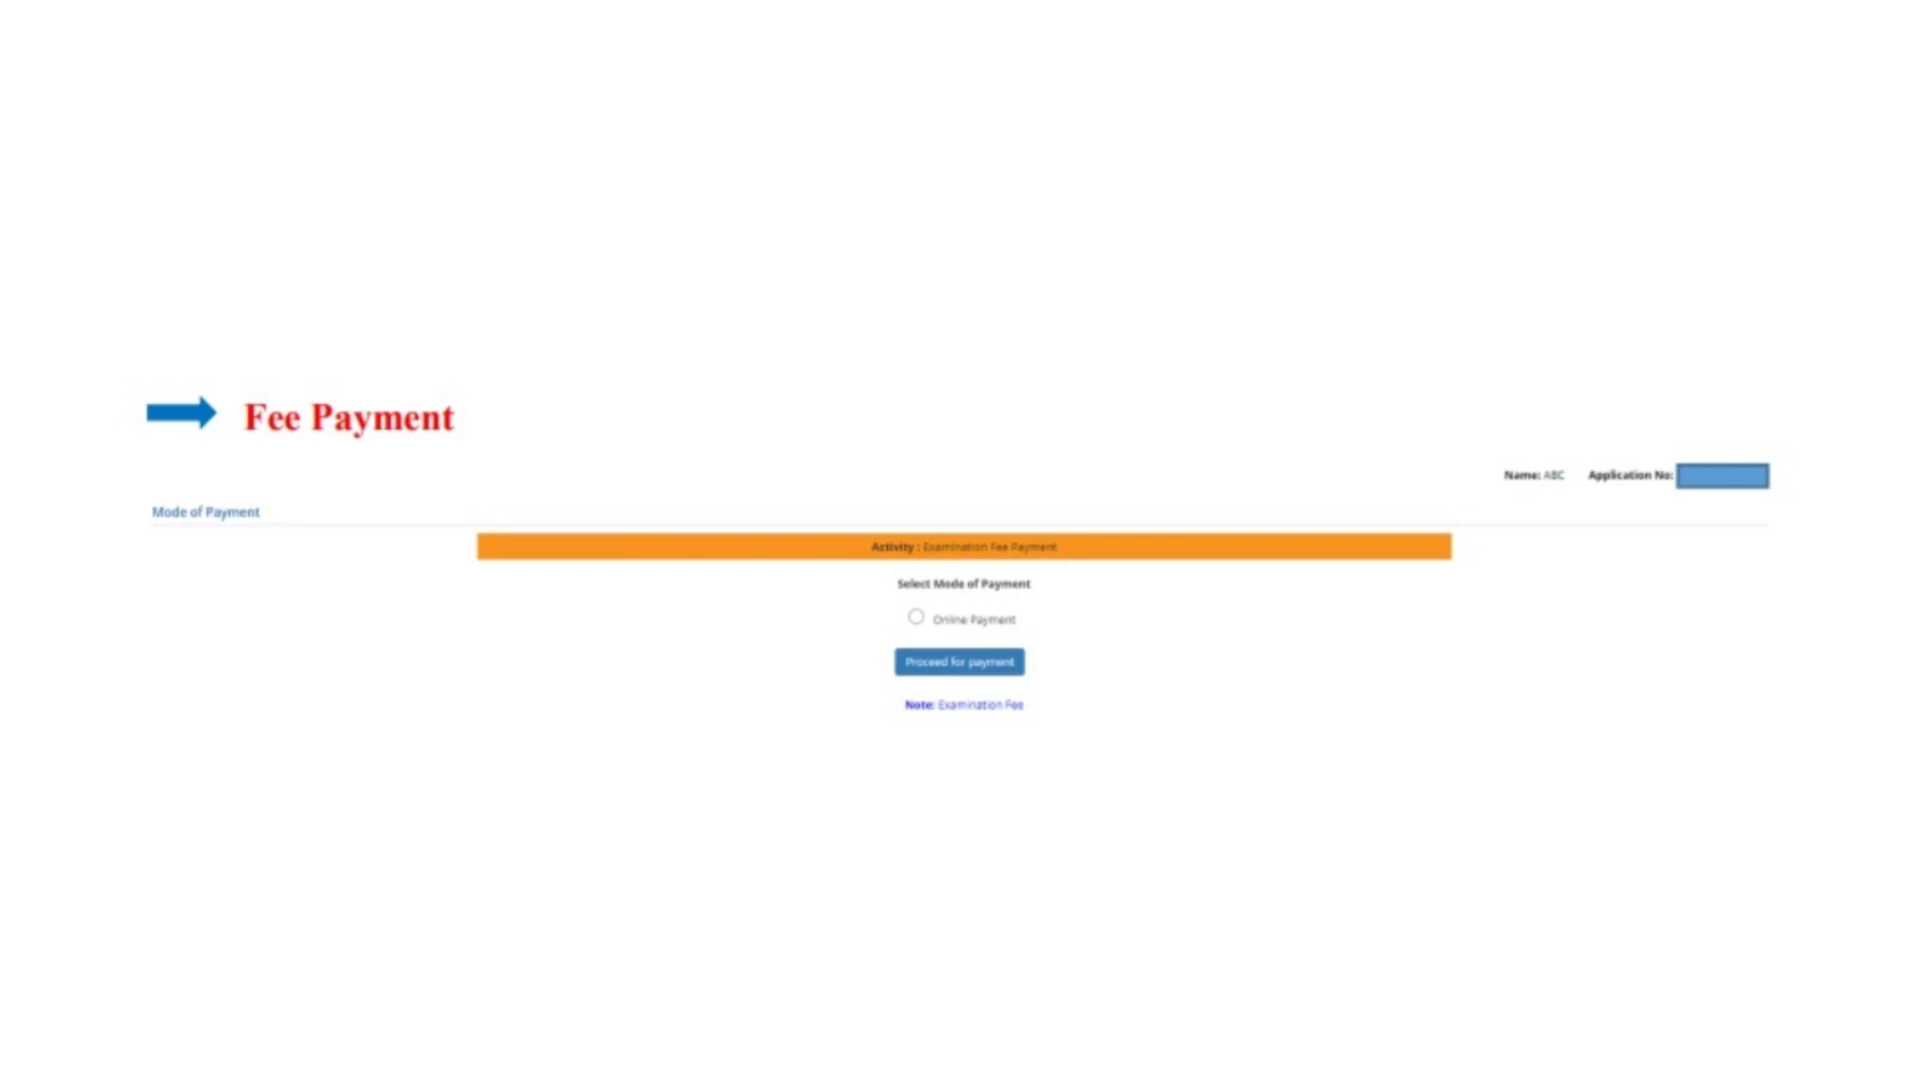 Fee Payment
Name: ABC Application No:
Mode of Payment
Activity : Examination Fee Payment
Select Mode of Payment
Online Payment
Proceed for payment
Note: Examination Fee